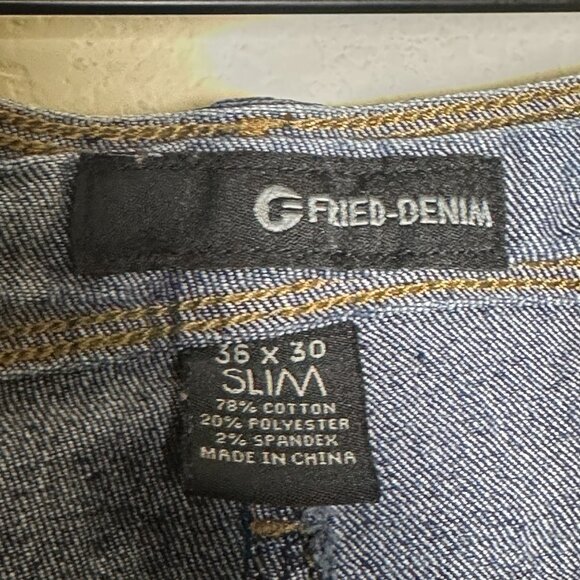 FRIED-DENIM
36 X 30
SLIM
78% COTTON
20% POLYESTER
2% SPANDEX
MADE IN CHINA